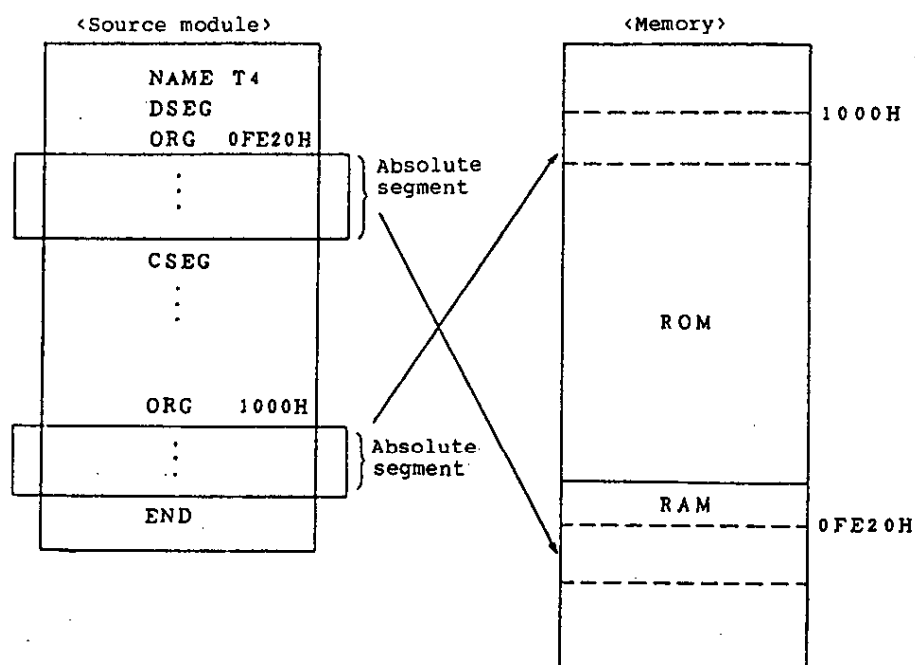 <Source module>
NAME T4
DSEG
ORG 0FE20H
Absolute
segment
CSEG
ORG 1000H
Absolute
segment
END
<Memory>
1000H
ROM
RAM
0FE20H